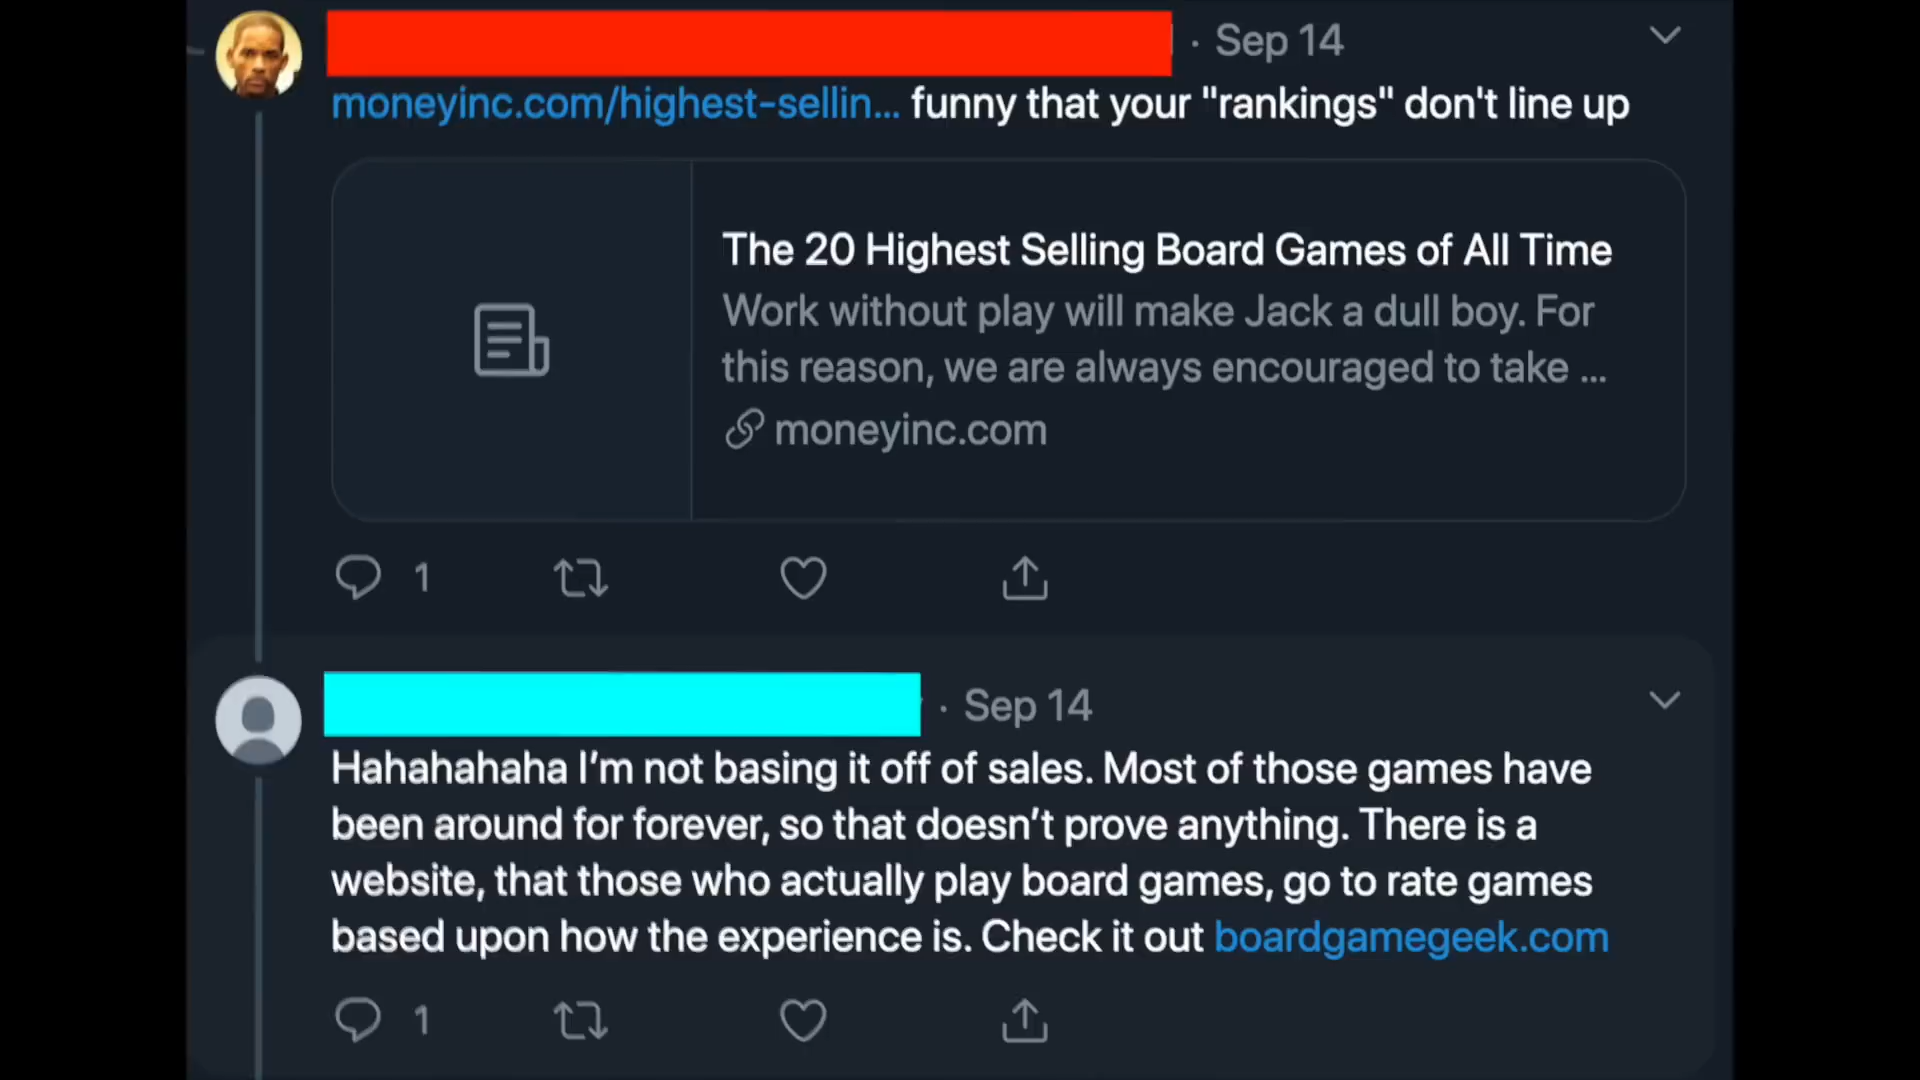 · Sep 14
moneyinc.com/highest-sellin... funny that your "rankings" don't line up
The 20 Highest Selling Board Games of All Time
Work without play will make Jack a dull boy. For
this reason, we are always encouraged to take ...
moneyinc.com
1
· Sep 14
Hahahahaha I’m not basing it off of sales. Most of those games have
been around for forever, so that doesn’t prove anything. There is a
website, that those who actually play board games, go to rate games
based upon how the experience is. Check it out boardgamegeek.com
1